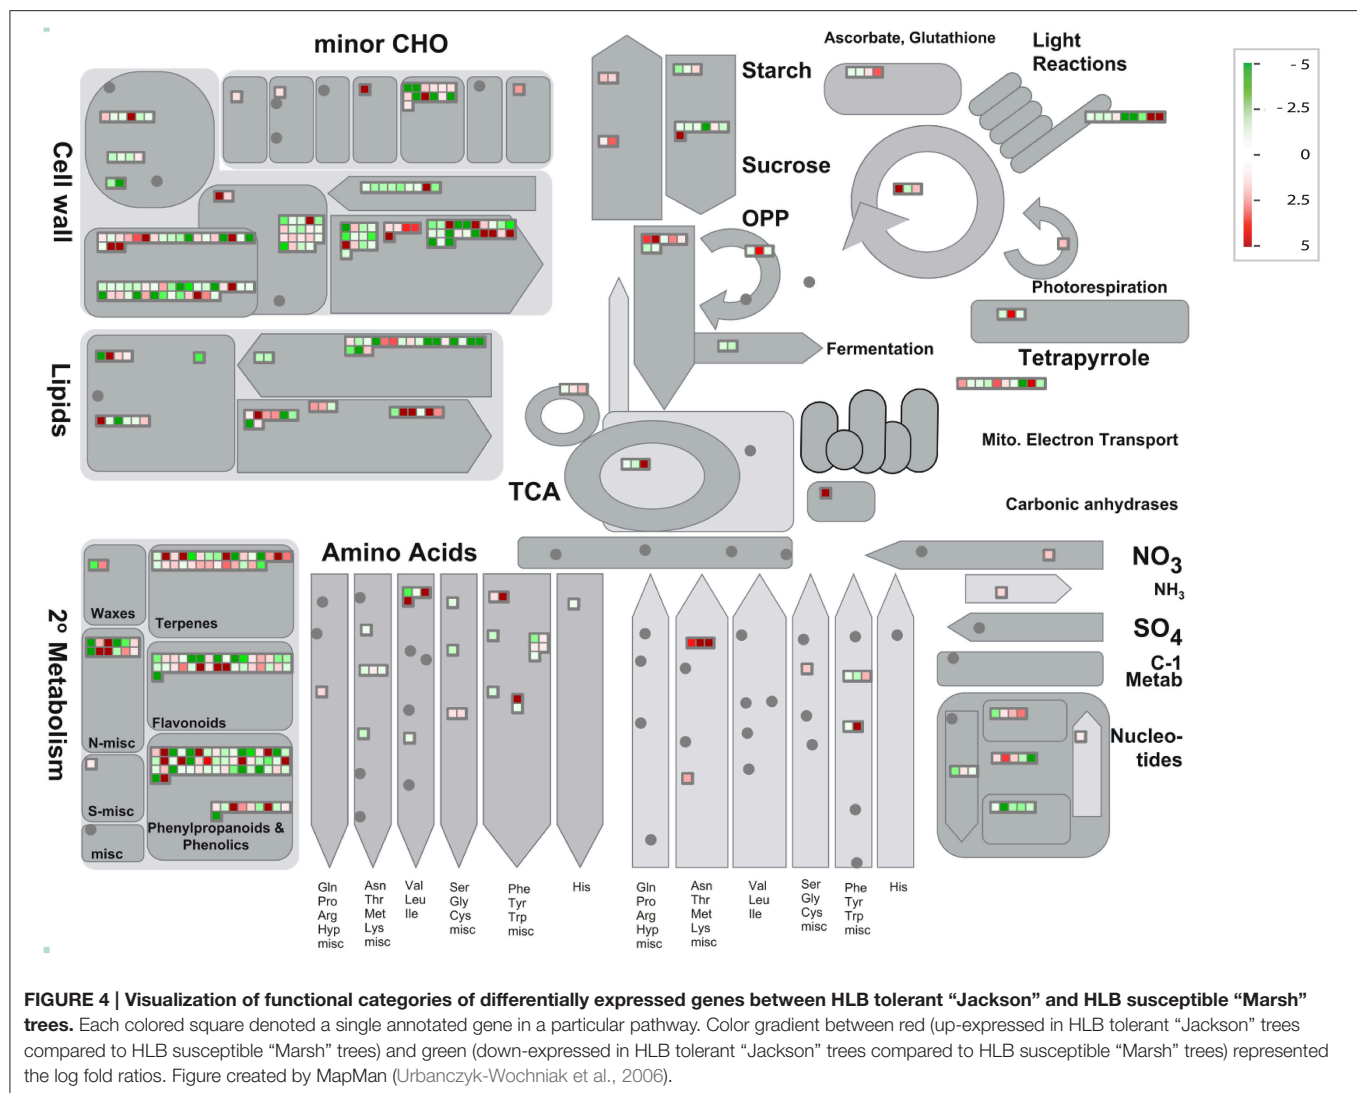 minor CHO
Ascorbate, Glutathione
Light
Reactions
Starch
Sucrose
OPP
- 5
- 2.5
0
2.5
5
Cell wall
Photorespiration
Tetrapyrrole
Fermentation
Lipids
Mito. Electron Transport
TCA
Carbonic anhydrases
Amino Acids
NO3
NH3
SO4
C-1
Metab
Nucleo-
tides
2º Metabolism
Waxes
Terpenes
Flavonoids
N-misc
S-misc
Phenylpropanoids &
Phenolics
misc
Gln
Pro
Arg
Hyp
misc
Asn
Thr
Met
Lys
misc
Val
Leu
Ile
Ser
Gly
Cys
misc
Phe
Tyr
Trp
misc
His
Gln
Pro
Arg
Hyp
misc
Asn
Thr
Met
Lys
misc
Val
Leu
Ile
Ser
Gly
Cys
misc
Phe
Tyr
Trp
misc
His
FIGURE 4 | Visualization of functional categories of differentially expressed genes between HLB tolerant “Jackson” and HLB susceptible “Marsh”
trees. Each colored square denoted a single annotated gene in a particular pathway. Color gradient between red (up-expressed in HLB tolerant “Jackson” trees
compared to HLB susceptible “Marsh” trees) and green (down-expressed in HLB tolerant “Jackson” trees compared to HLB susceptible “Marsh” trees) represented
the log fold ratios. Figure created by MapMan (Urbanczyk-Wochniak et al., 2006).